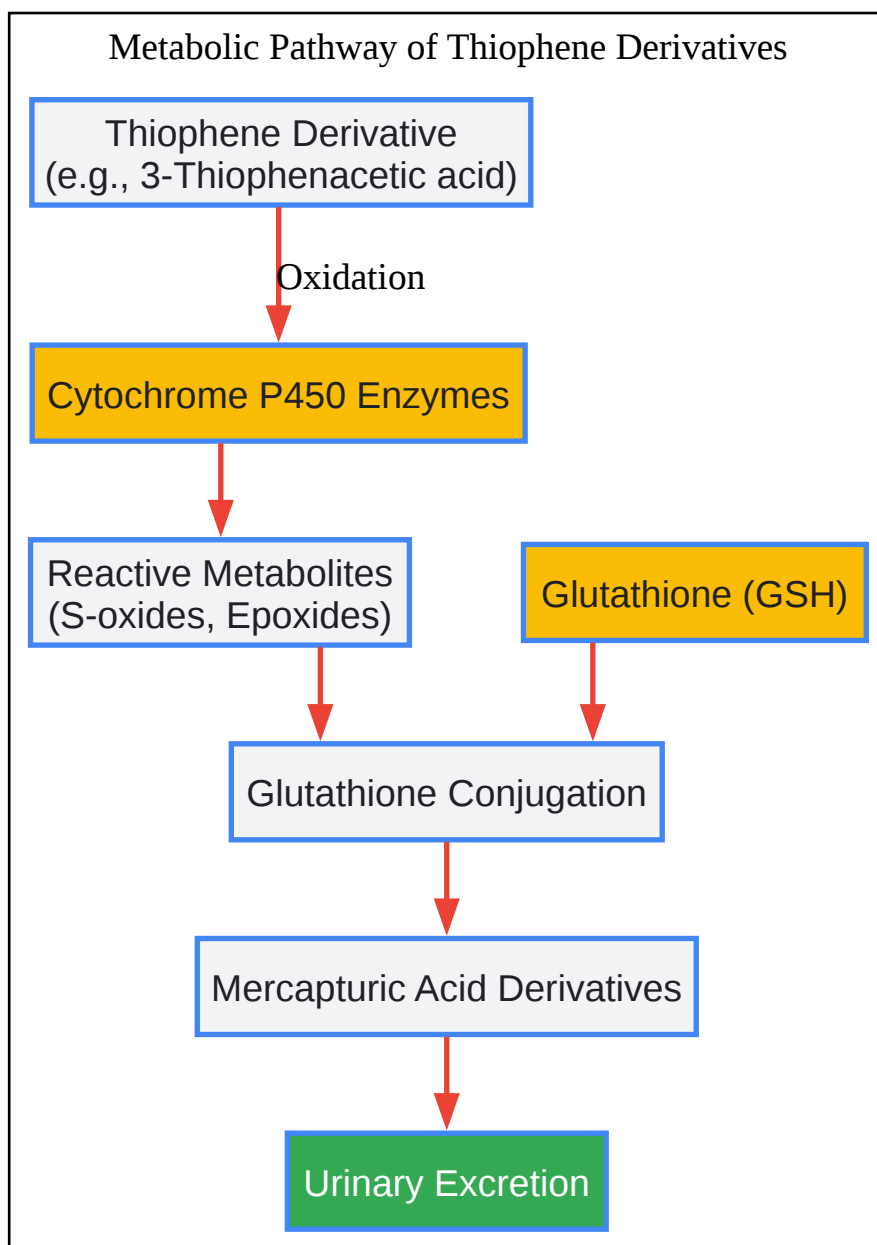 Metabolic Pathway of Thiophene Derivatives
Thiophene Derivative
(e.g., 3-Thiophenacetic acid)
Oxidation
Cytochrome P450 Enzymes
Reactive Metabolites
(S-oxides, Epoxides)
Glutathione (GSH)
Glutathione Conjugation
Mercapturic Acid Derivatives
Urinary Excretion